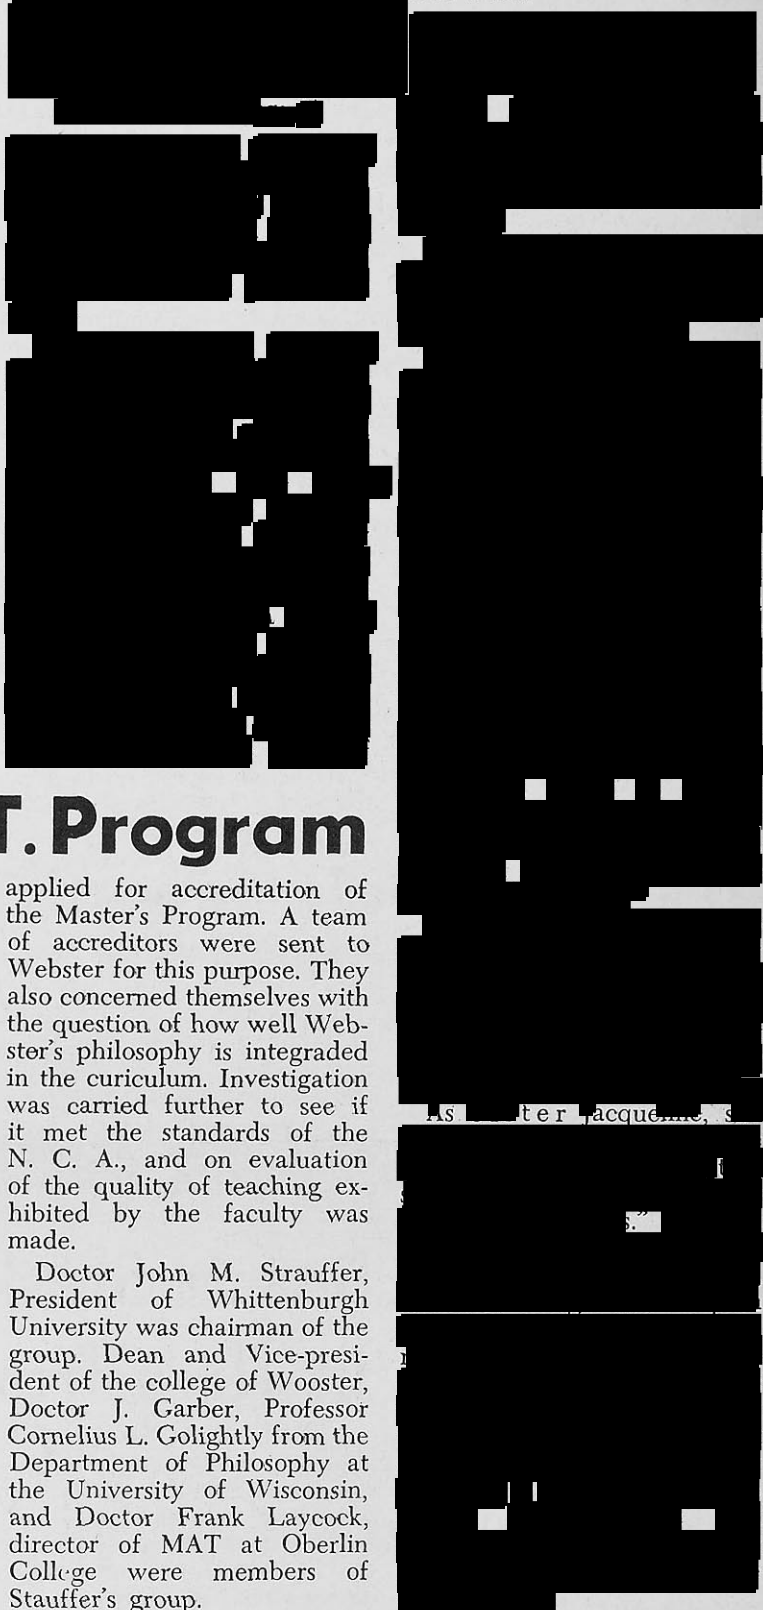 T. Program
applied for accreditation of
the Master's Program. A team
of accreditors were sent to
Webster for this purpose. They
also concerned themselves with
the question of how well Web-
ster's philosophy is integraded
in the curiculum. Investigation
was carried further to see if
it met the standards of the
N. C. A., and on evaluation
of the quality of teaching ex-
hibited by the faculty was
made.
Doctor John M. Strauffer,
President of Whittenburgh
University was chairman of the
group. Dean and Vice-presi-
dent of the college of Wooster,
Doctor J. Garber, Professor
Cornelius L. Golightly from the
Department of Philosophy at
the University of Wisconsin,
and Doctor Frank Laycock,
director of MAT at Oberlin
College were members of
Stauffer's group.
As